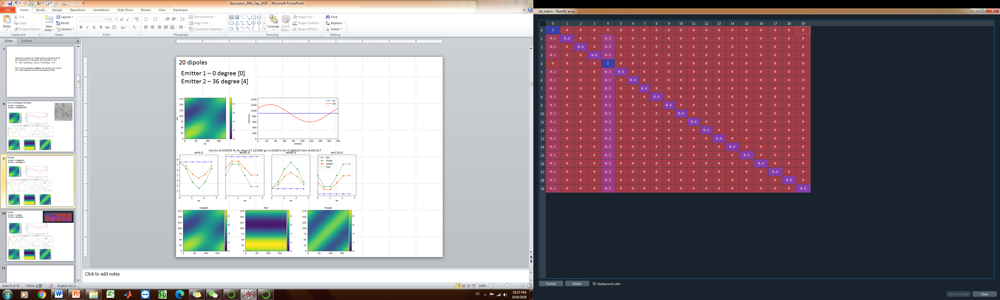 discussion_30th_Sep_2020 - Microsoft PowerPoint
File Home Insert Design Transitions Animations Slide Show Review View Developer
Paste
Cut
Copy
Format Painter
Clipboard
New Slide
Layout
Reset
Section
Slides
18
Font
Text Direction
Align Text
Convert to SmartArt
Paragraph
Arrange
Quick Styles
Shape Fill
Shape Outline
Shape Effects
Drawing
Find
Replace
Select
Editing
Slides Outline
7
8
9
10
11
20 dipoles
Emitter 1 – 0 degree [0]
Emitter 2 – 36 degree [4]
175
150
125
100
75
50
25
0
em
0 50 100 150
ex
8
6
4
2
0
1400
1200
1000
800
600
400
200
0
intensity
0 20 40 60 80 100 120 140 160 180
angles
ex
em
md_fu=0.879235 th_fu_deg=27.123380 gr=1.010672 et=0.386519 resi=0.001417
em0.0 em45.0 em90.0 em135.0
8
7
6
5
4
3
2
Fet
Fnoet
model
Ftot
0 1 2 3 0 1 2 3 0 1 2 3 0 1 2 3
ex ex ex ex
model Fet Fnoet
175 175 175
150 150 150
125 125 125
100 100 100
75 75 75
50 50 50
25 25 25
0 0 0
0 50 100 150 0 50 100 150 0 50 100 150
8 8 8
6 6 6
4 4 4
2 2 2
0 0 0
Click to add notes
Slide 9 of 53 "Office 主题" English (U.S.) 100%
SV 10:57 PM
10/6/2020
et_matrix - NumPy array
0 1 2 3 4 5 6 7 8 9 10 11 12 13 14 15 16 17 18 19
0 1 0 0 0 0 0 0 0 0 0 0 0 0 0 0 0 0 0 0 0
1 0.1 0.6 0 0 0.3 0 0 0 0 0 0 0 0 0 0 0 0 0 0 0
2 0.1 0 0.6 0 0.3 0 0 0 0 0 0 0 0 0 0 0 0 0 0 0
3 0.1 0 0 0.6 0.3 0 0 0 0 0 0 0 0 0 0 0 0 0 0 0
4 0 0 0 0 1 0 0 0 0 0 0 0 0 0 0 0 0 0 0 0
5 0.1 0 0 0 0.3 0.6 0 0 0 0 0 0 0 0 0 0 0 0 0 0
6 0.1 0 0 0 0.3 0 0.6 0 0 0 0 0 0 0 0 0 0 0 0 0
7 0.1 0 0 0 0.3 0 0 0.6 0 0 0 0 0 0 0 0 0 0 0 0
8 0.1 0 0 0 0.3 0 0 0 0.6 0 0 0 0 0 0 0 0 0 0 0
9 0.1 0 0 0 0.3 0 0 0 0 0.6 0 0 0 0 0 0 0 0 0 0
10 0.1 0 0 0 0.3 0 0 0 0 0 0.6 0 0 0 0 0 0 0 0 0
11 0.1 0 0 0 0.3 0 0 0 0 0 0 0.6 0 0 0 0 0 0 0 0
12 0.1 0 0 0 0.3 0 0 0 0 0 0 0 0.6 0 0 0 0 0 0 0
13 0.1 0 0 0 0.3 0 0 0 0 0 0 0 0 0.6 0 0 0 0 0 0
14 0.1 0 0 0 0.3 0 0 0 0 0 0 0 0 0 0.6 0 0 0 0 0
15 0.1 0 0 0 0.3 0 0 0 0 0 0 0 0 0 0 0.6 0 0 0 0
16 0.1 0 0 0 0.3 0 0 0 0 0 0 0 0 0 0 0 0.6 0 0 0
17 0.1 0 0 0 0.3 0 0 0 0 0 0 0 0 0 0 0 0 0.6 0 0
18 0.1 0 0 0 0.3 0 0 0 0 0 0 0 0 0 0 0 0 0 0.6 0
19 0.1 0 0 0 0.3 0 0 0 0 0 0 0 0 0 0 0 0 0 0 0.6
Format Resize Background color
Save and Close Close